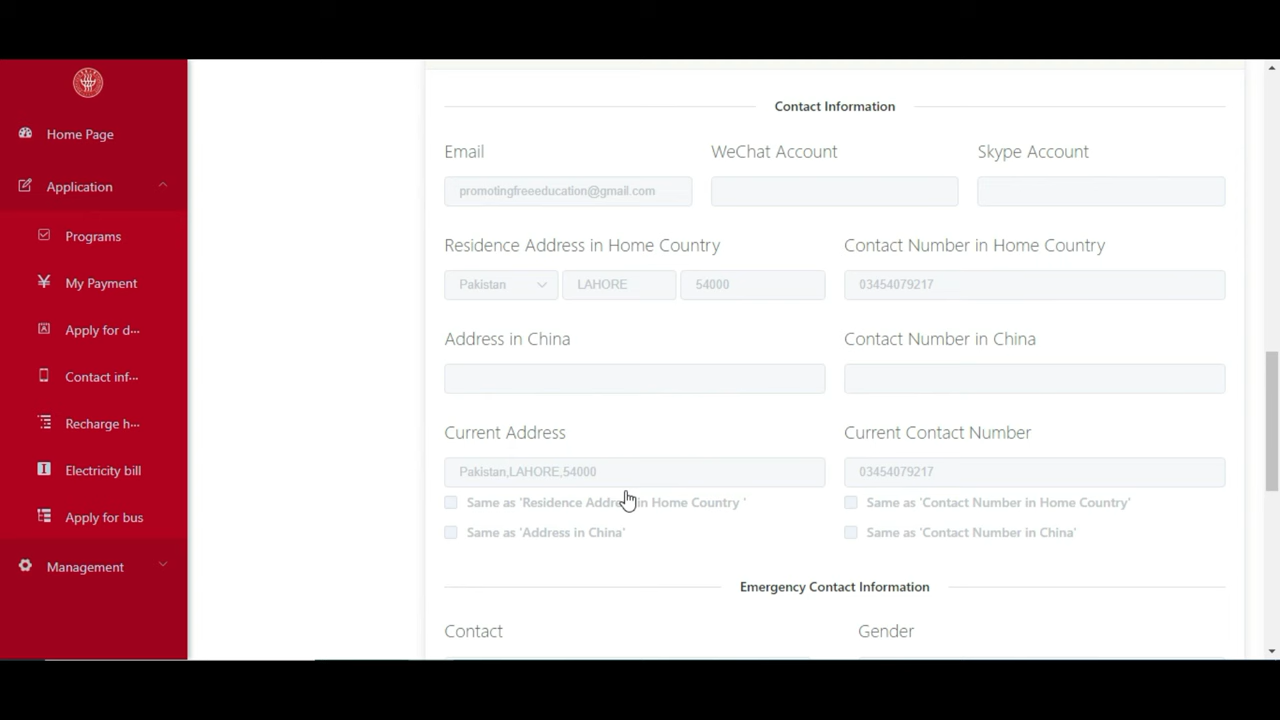 Home Page
Application
Programs
My Payment
Apply for d···
Contact inf···
Recharge h···
Electricity bill
Apply for bus
Management
Contact Information
Email WeChat Account Skype Account
promotingfreeeducation@gmail.com
Residence Address in Home Country Contact Number in Home Country
Pakistan LAHORE 54000 03454079217
Address in China Contact Number in China
Current Address Current Contact Number
Pakistan,LAHORE,54000 03454079217
Same as 'Residence Address in Home Country ' Same as 'Contact Number in Home Country'
Same as 'Address in China' Same as 'Contact Number in China'
Emergency Contact Information
Contact Gender